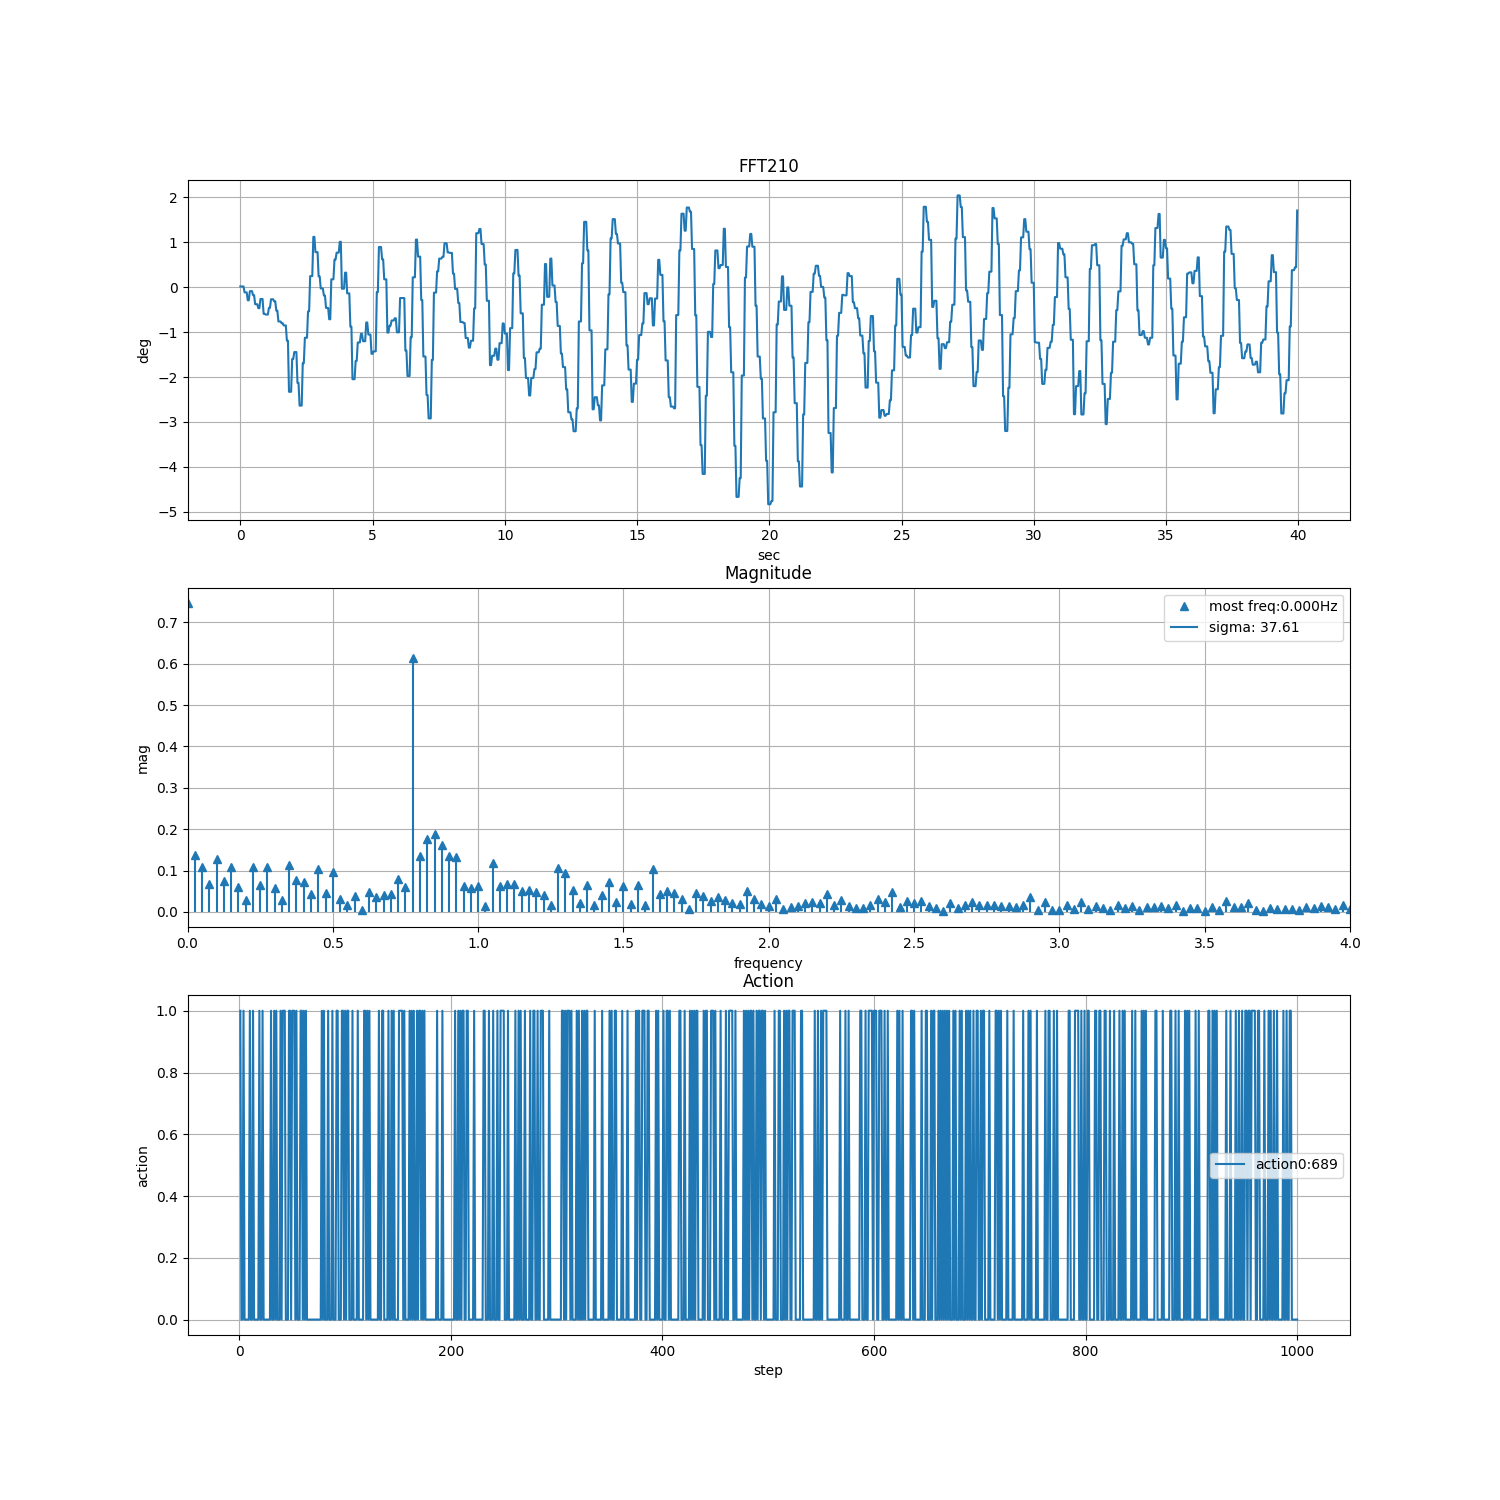 FFT210
2
1
0
−1
−2
−3
−4
−5
deg
0 5 10 15 20 25 30 35 40
sec
Magnitude
most freq:0.000Hz
sigma: 37.61
0.7
0.6
0.5
0.4
0.3
0.2
0.1
0.0
mag
0.0 0.5 1.0 1.5 2.0 2.5 3.0 3.5 4.0
frequency
Action
1.0
0.8
0.6
0.4
0.2
0.0
action
action0:689
0 200 400 600 800 1000
step